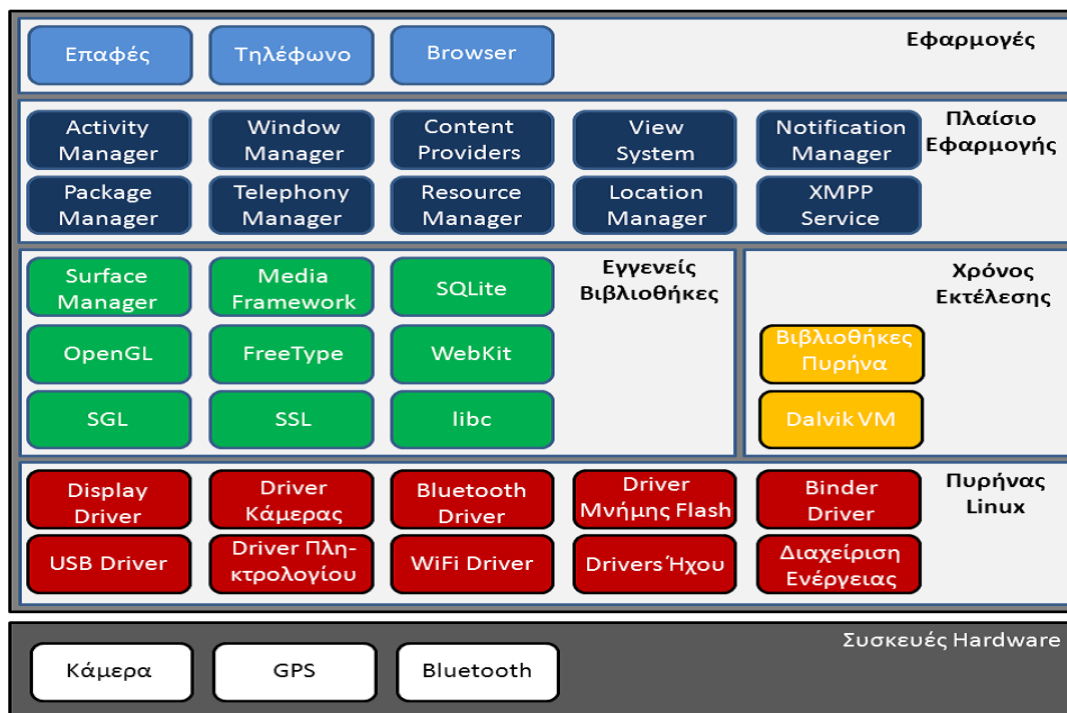 Επαφές
Τηλέφωνο
Browser
Εφαρμογές
Activity
Manager
Window
Manager
Content
Providers
View
System
Notification
Manager
Πλαίσιο
Εφαρμογής
Package
Manager
Telephony
Manager
Resource
Manager
Location
Manager
XMPP
Service
Surface
Manager
Media
Framework
SQLite
Εγγενείς
Βιβλιοθήκες
OpenGL
FreeType
WebKit
SGL
SSL
libc
Χρόνος
Εκτέλεσης
Βιβλιοθήκες
Πυρήνα
Dalvik VM
Display
Driver
Driver
Κάμερας
Bluetooth
Driver
Driver
Μνήμης Flash
Binder
Driver
Πυρήνας
Linux
USB Driver
Driver Πλη-
κτρολογίου
WiFi Driver
Drivers Ήχου
Διαχείριση
Ενέργειας
Συσκευές Hardware
Κάμερα
GPS
Bluetooth